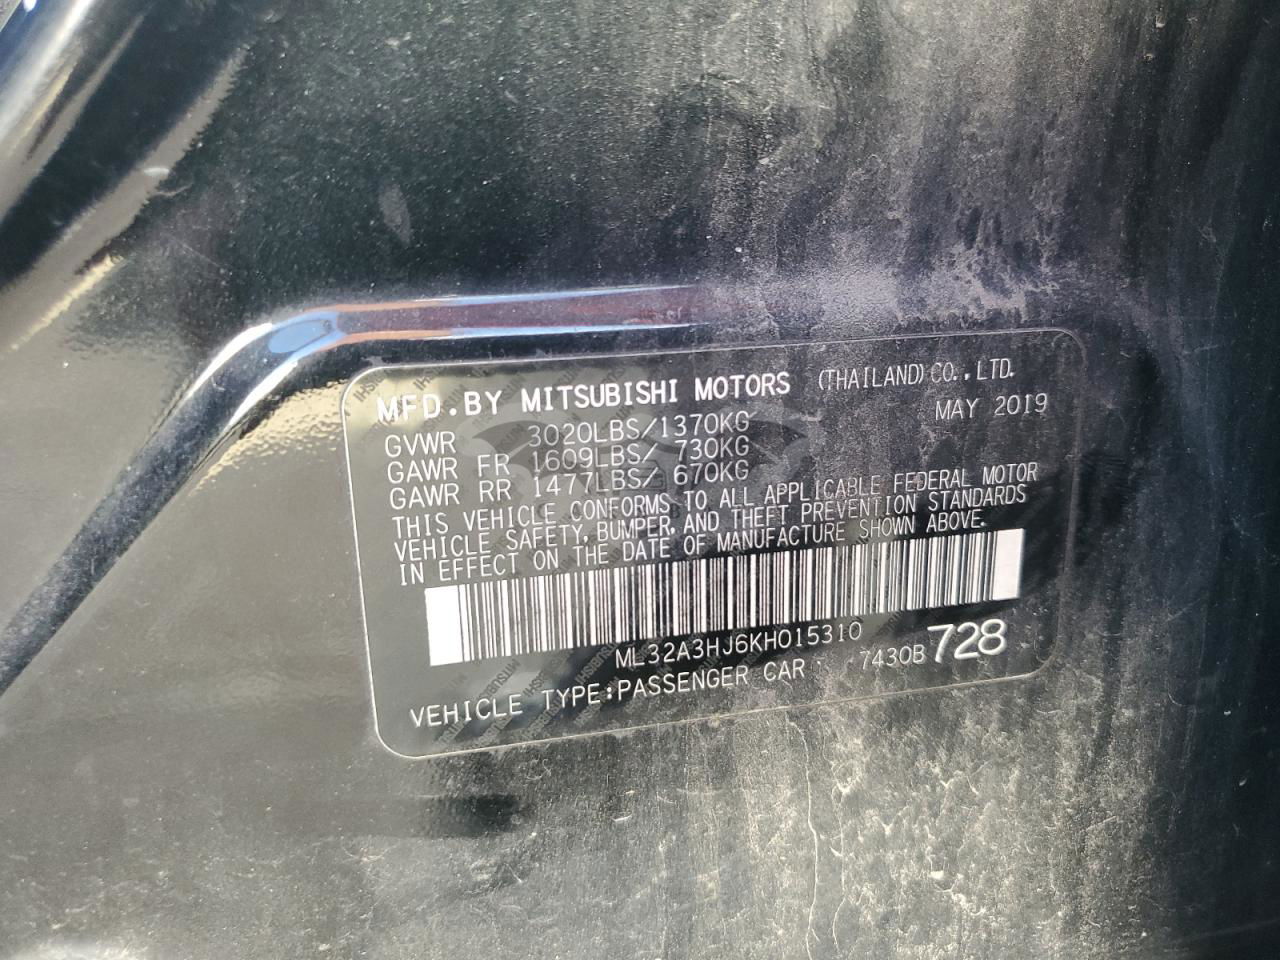 MFD.BY MITSUBISHI MOTORS (THAILAND) CO.,LTD.
MAY 2019
GVWR 3020LBS/1370KG
GAWR FR 1609LBS/ 730KG
GAWR RR 1477LBS/ 670KG
THIS VEHICLE CONFORMS TO ALL APPLICABLE FEDERAL MOTOR
VEHICLE SAFETY, BUMPER, AND THEFT PREVENTION STANDARDS
IN EFFECT ON THE DATE OF MANUFACTURE SHOWN ABOVE.
ML32A3HJ6KH015310
VEHICLE TYPE:PASSENGER CAR 7430B 728